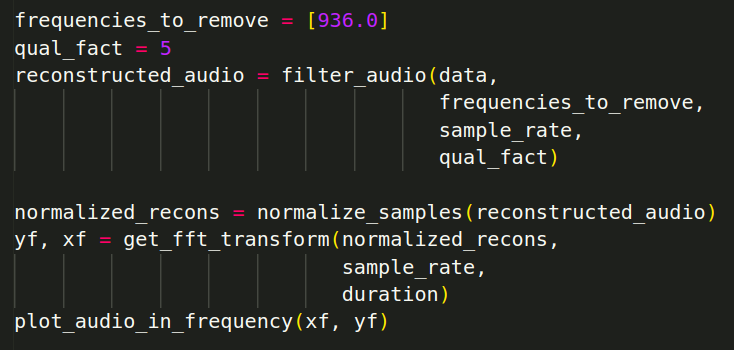 frequencies_to_remove = [936.0]
qual_fact = 5
reconstructed_audio = filter_audio(data,
frequencies_to_remove,
sample_rate,
qual_fact)
normalized_recons = normalize_samples(reconstructed_audio)
yf, xf = get_fft_transform(normalized_recons,
sample_rate,
duration)
plot_audio_in_frequency(xf, yf)